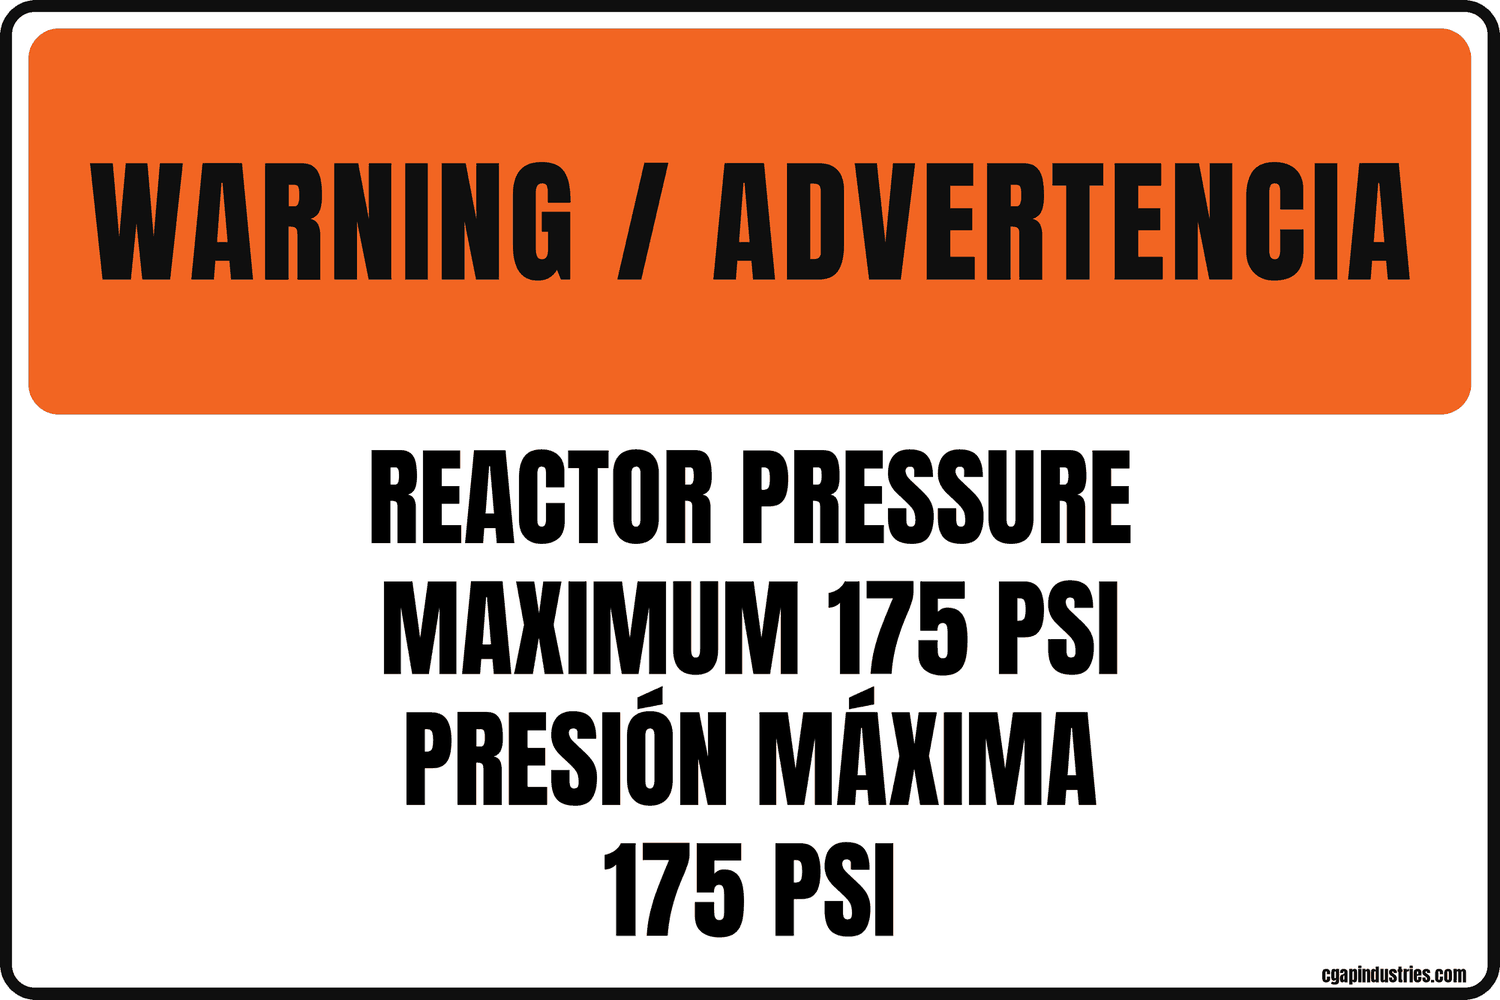 WARNING / ADVERTENCIA
REACTOR PRESSURE
MAXIMUM 175 PSI
PRESIÓN MÁXIMA
175 PSI
cgapindustries.com